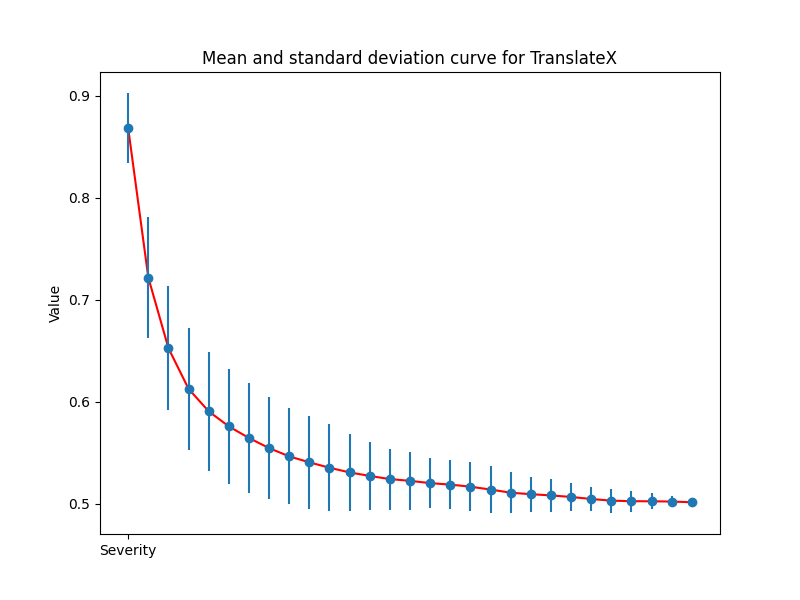 Mean and standard deviation curve for TranslateX
0.9
0.8
0.7
0.6
0.5
Value
Severity